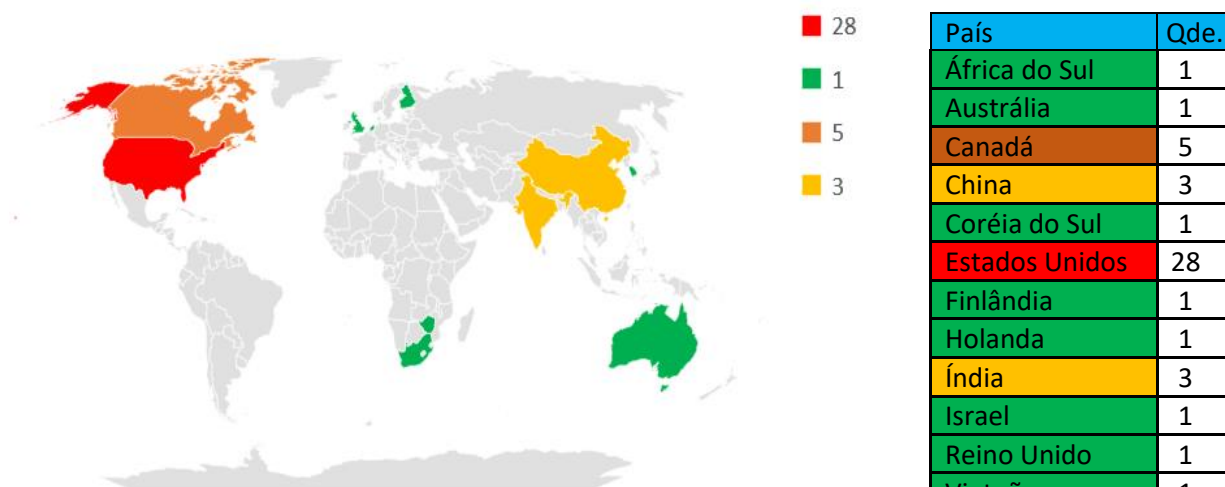 28
1
5
3
País Qde.
África do Sul 1
Austrália 1
Canadá 5
China 3
Coréia do Sul 1
Estados Unidos 28
Finlândia 1
Holanda 1
Índia 3
Israel 1
Reino Unido 1